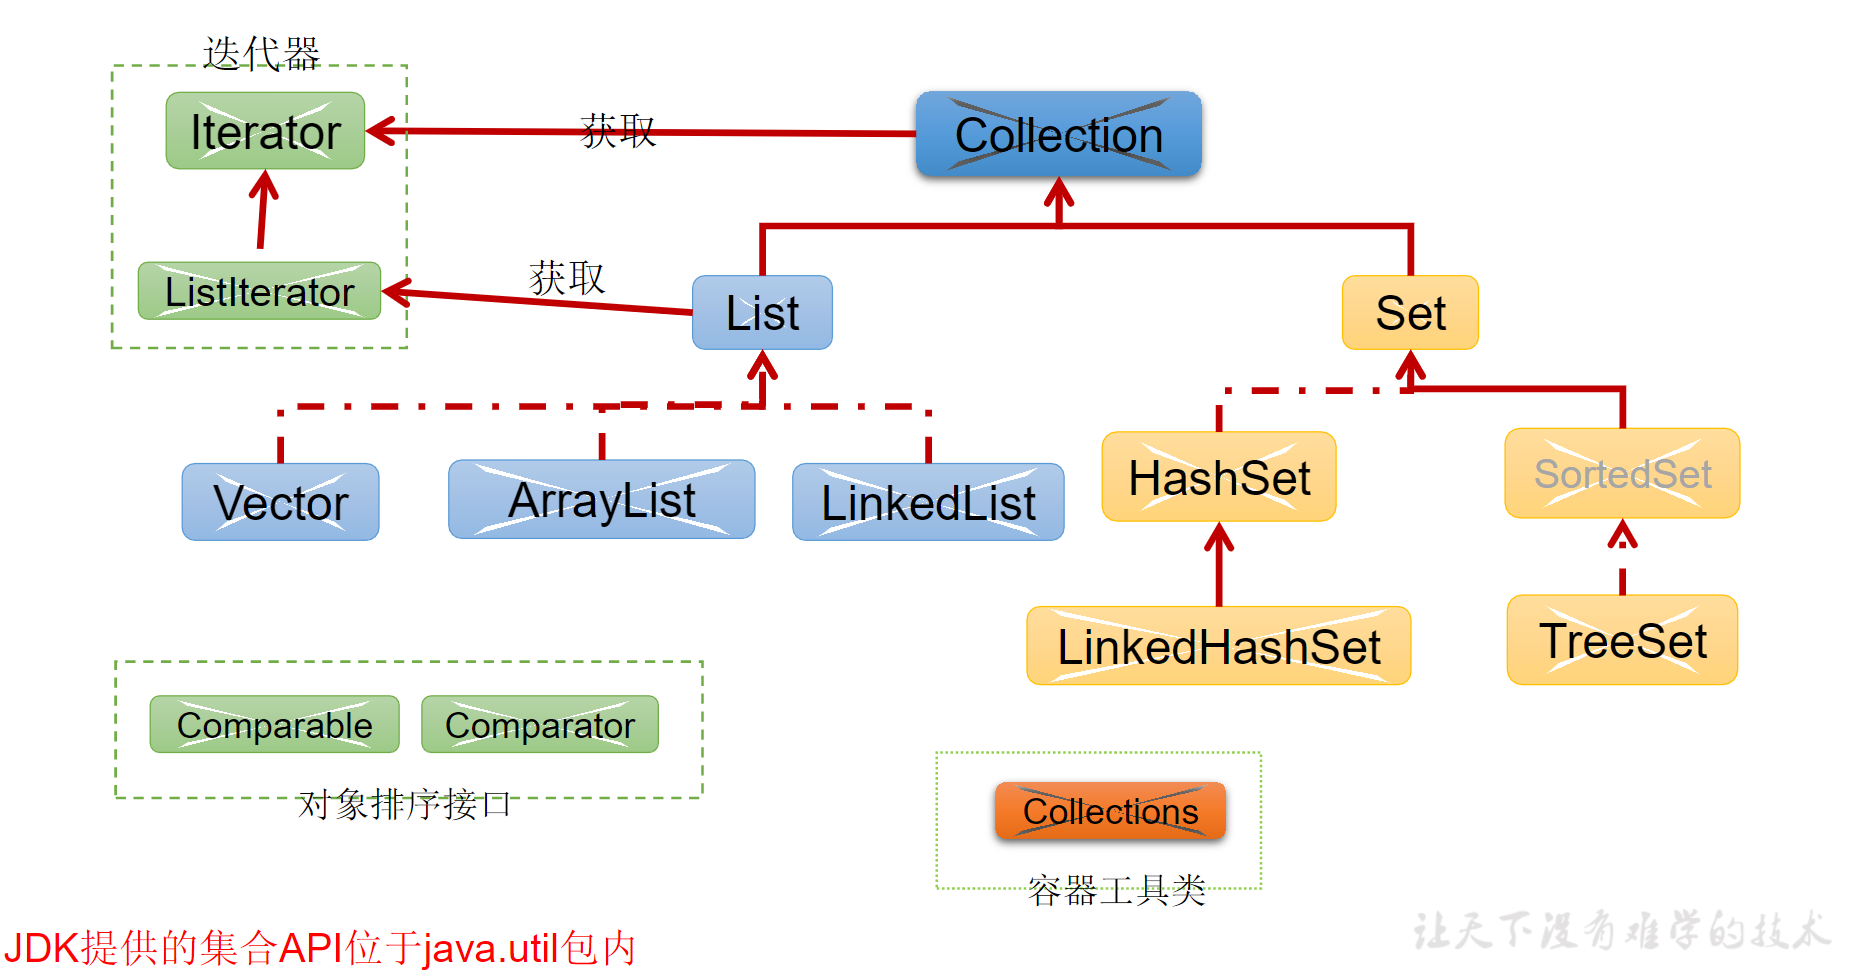 迭代器
Iterator
获取
Collection
ListIterator
获取
List
Set
Vector
ArrayList
LinkedList
HashSet
SortedSet
LinkedHashSet
TreeSet
Comparable
Comparator
对象排序接口
Collections
容器工具类
JDK提供的集合API位于java.util包内
让天下没有难学的技术